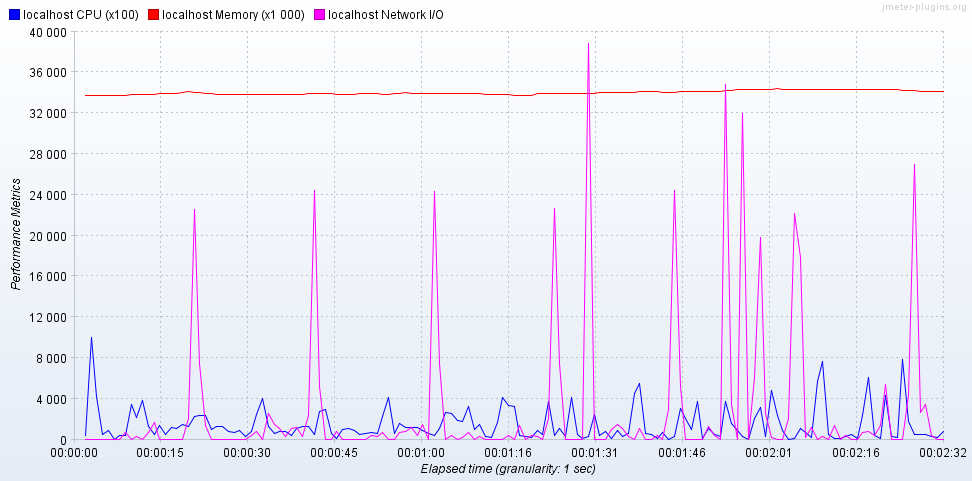 jmeter-plugins.org
localhost CPU (x100) localhost Memory (x1 000) localhost Network I/O
40 000
36 000
32 000
28 000
24 000
20 000
16 000
12 000
8 000
4 000
0
Performance Metrics
00:00:00 00:00:15 00:00:30 00:00:45 00:01:00 00:01:16 00:01:31 00:01:46 00:02:01 00:02:16 00:02:32
Elapsed time (granularity: 1 sec)